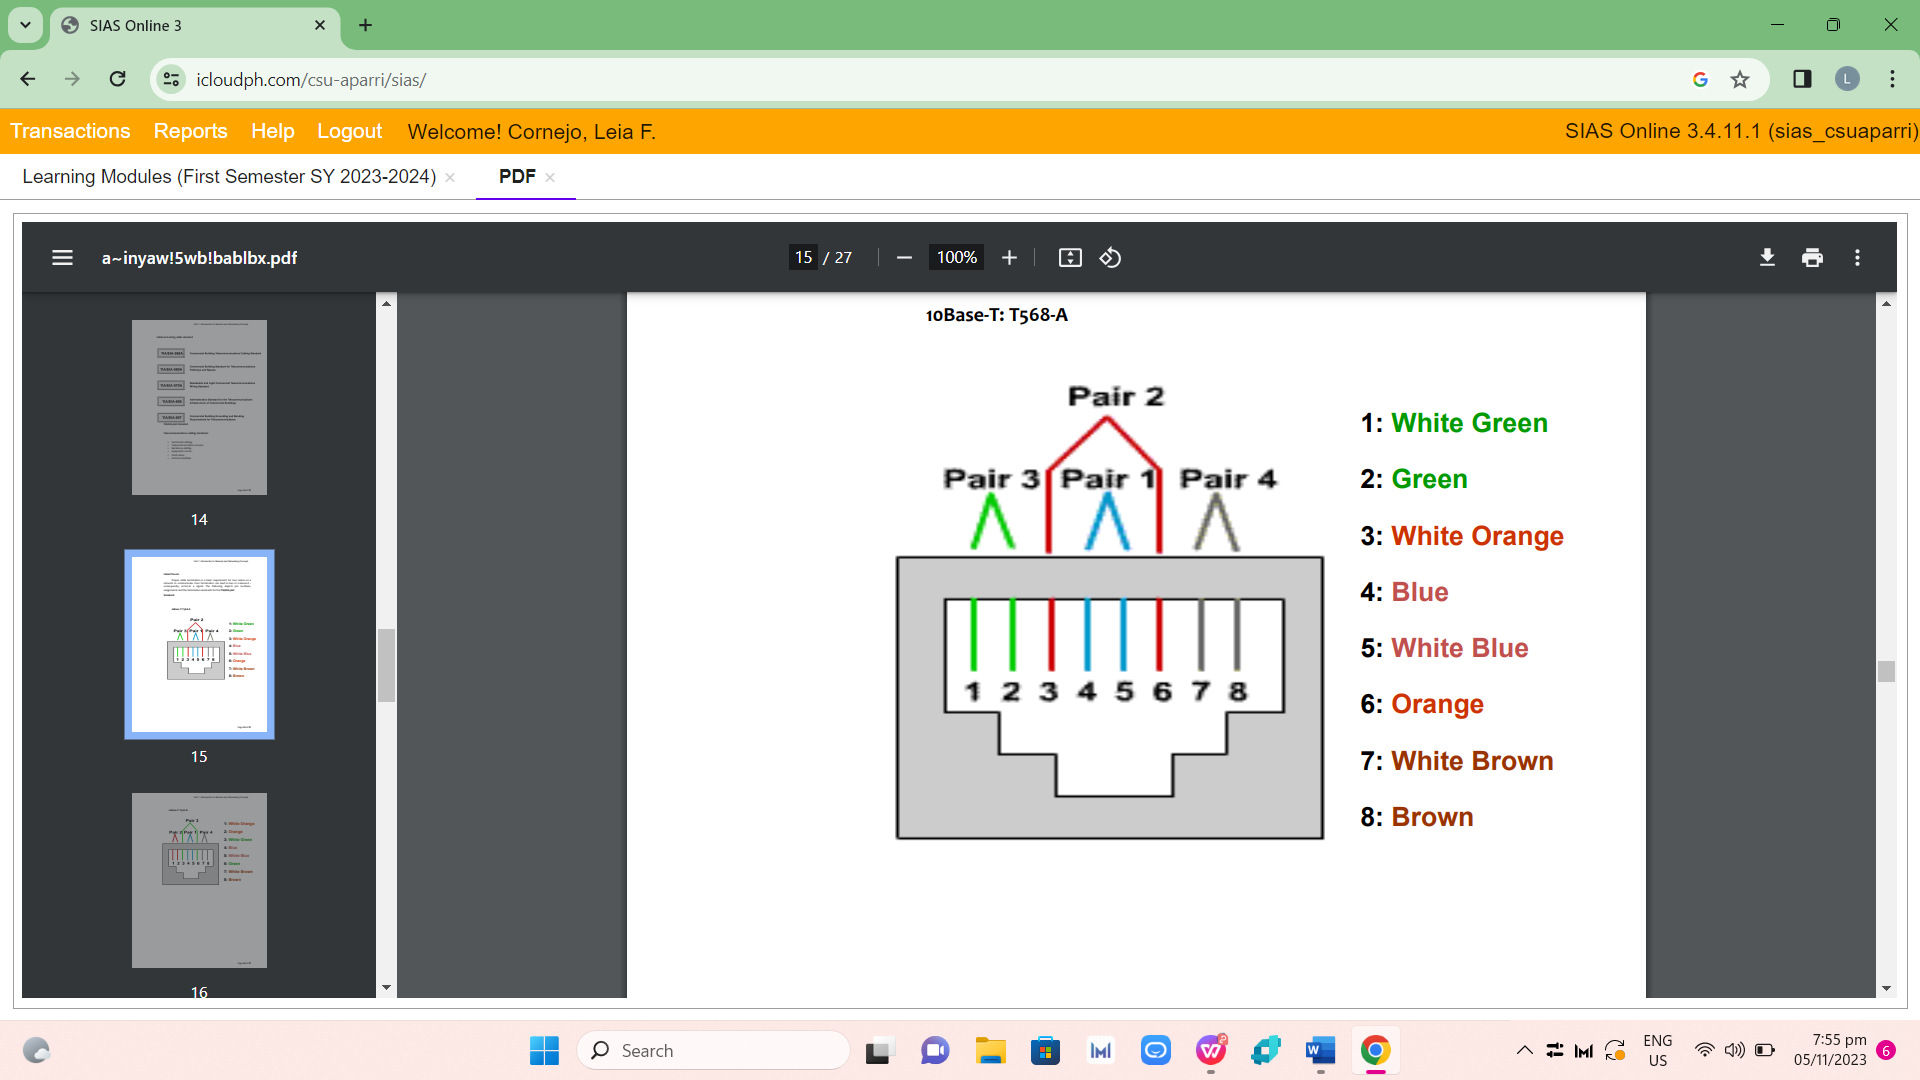 SIAS Online 3
icloudph.com/csu-aparri/sias/
L
Transactions Reports Help Logout Welcome! Cornejo, Leia F. SIAS Online 3.4.11.1 (sias_csuaparri)
Learning Modules (First Semester SY 2023-2024) PDF
a~inyaw!5wb!bablbx.pdf 15 / 27 100%
14
15
16
10Base-T: T568-A
Pair 2
Pair 3 Pair 1 Pair 4
1 2 3 4 5 6 7 8
1: White Green
2: Green
3: White Orange
4: Blue
5: White Blue
6: Orange
7: White Brown
8: Brown
Search
ENG
US
7:55 pm
05/11/2023
6